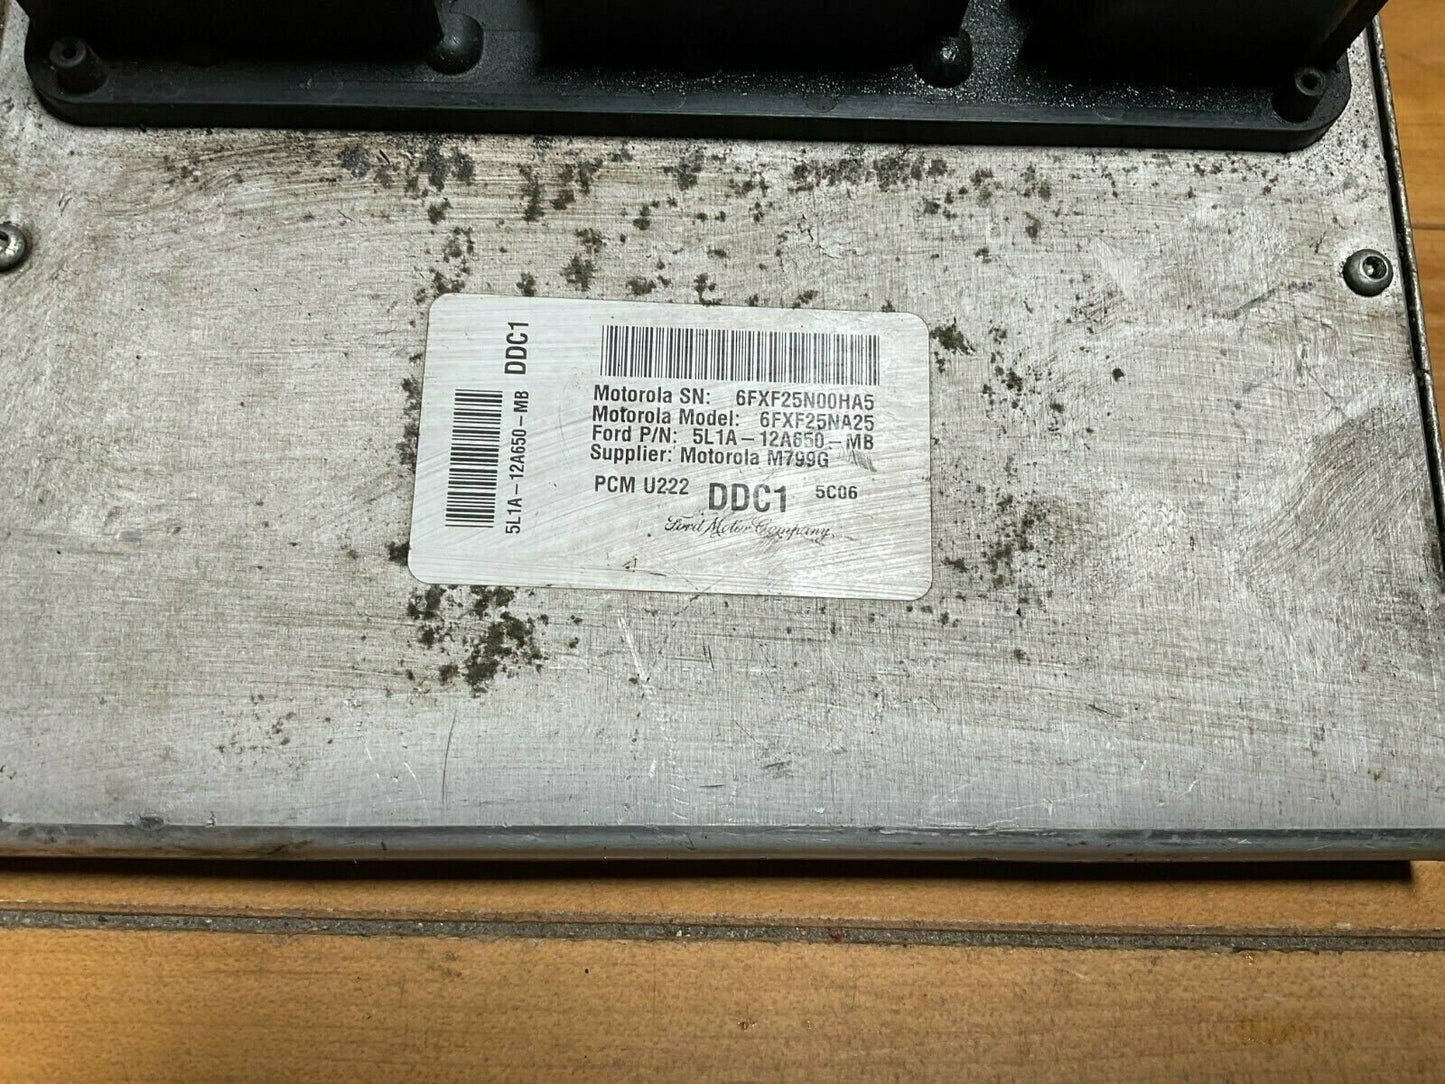 DDC1
5L1A-12A650-MB
Motorola SN: 6FXF25N00HA5
Motorola Model: 6FXF25NA25
Ford P/N: 5L1A-12A650-MB
Supplier: Motorola M799G
PCM U222 DDC1 5C06
Ford Motor Company